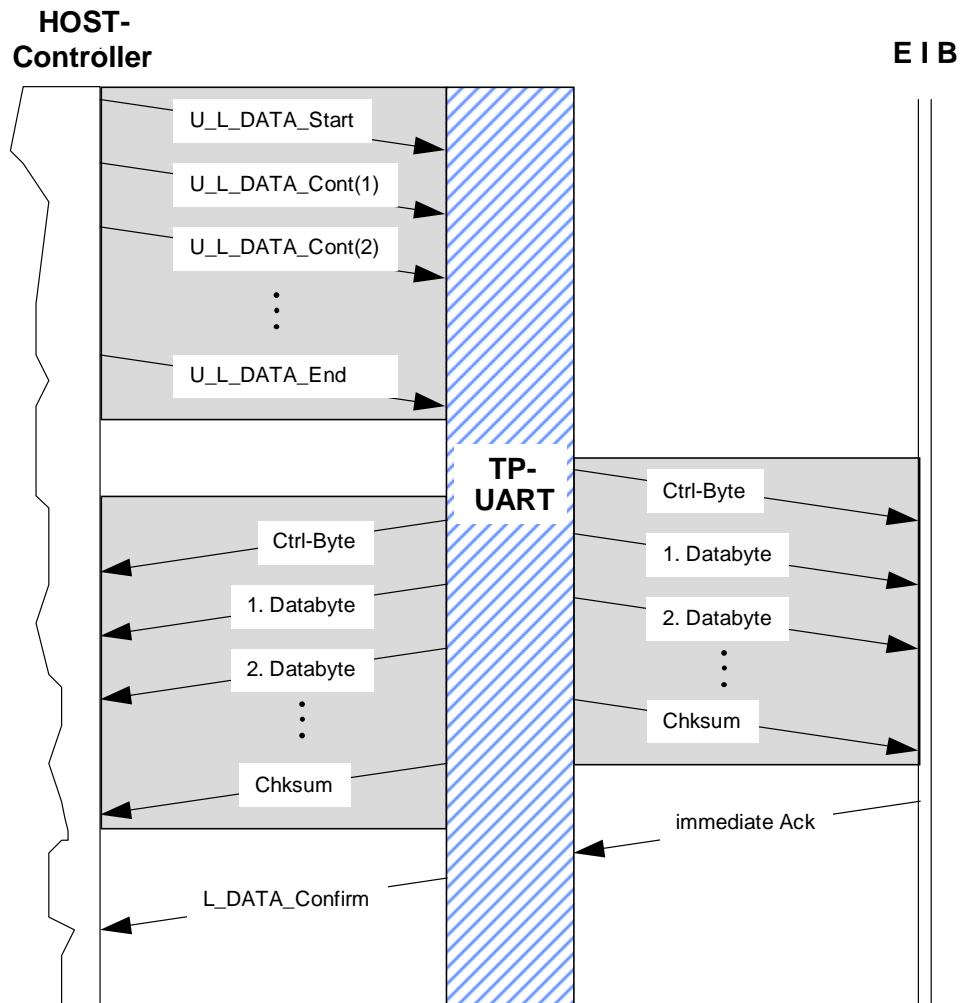 HOST-
Controller
E I B
U_L_DATA_Start
U_L_DATA_Cont(1)
U_L_DATA_Cont(2)
U_L_DATA_End
TP-
UART
Ctrl-Byte
Ctrl-Byte
1. Databyte
1. Databyte
2. Databyte
2. Databyte
Chksum
Chksum
immediate Ack
L_DATA_Confirm